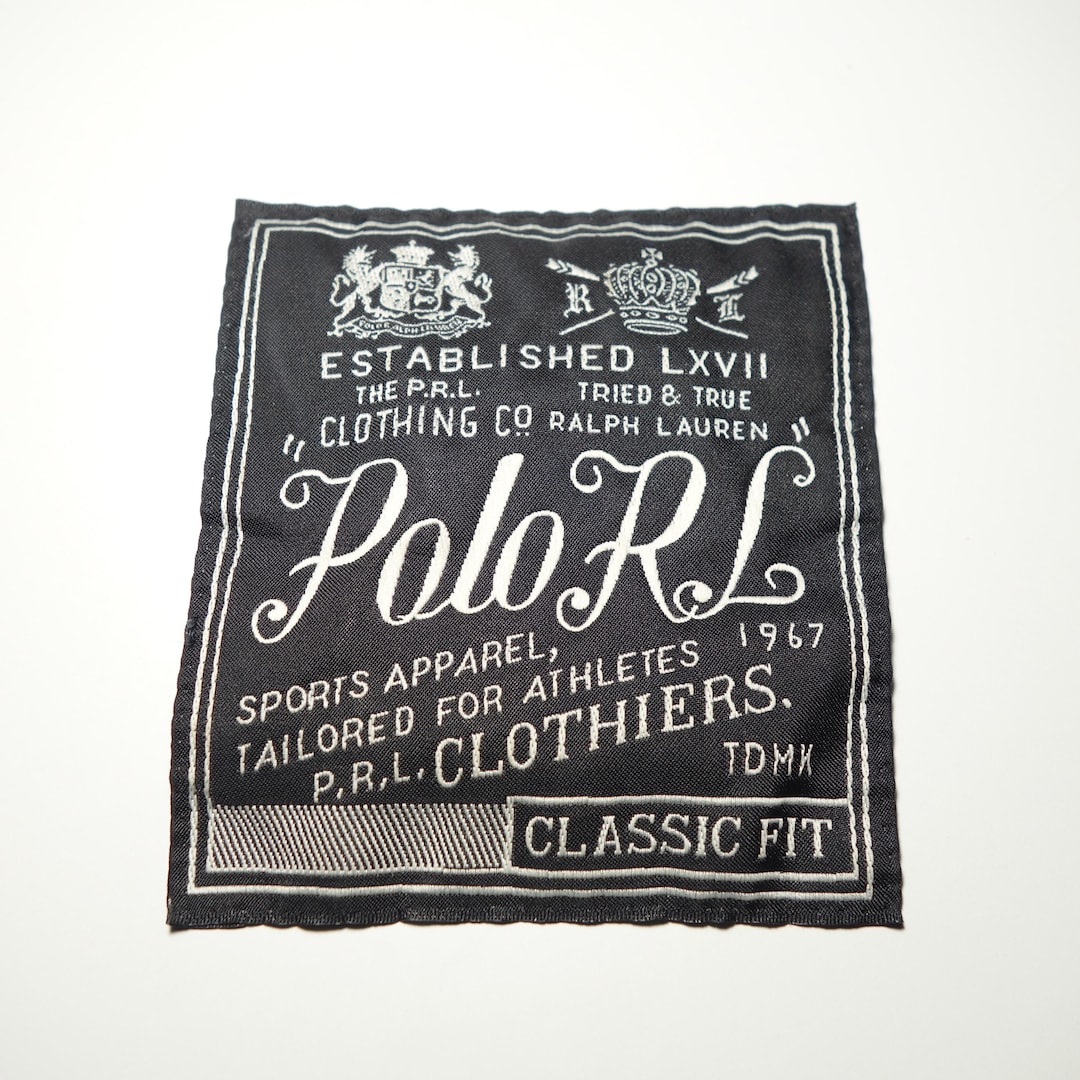 R L
ESTABLISHED LXVII
THE P.R.L. TRIED & TRUE
CLOTHING CO. RALPH LAUREN
"Polo RL"
1967
SPORTS APPAREL,
TAILORED FOR ATHLETES
P.R.L. CLOTHIERS.
TDMK
CLASSIC FIT